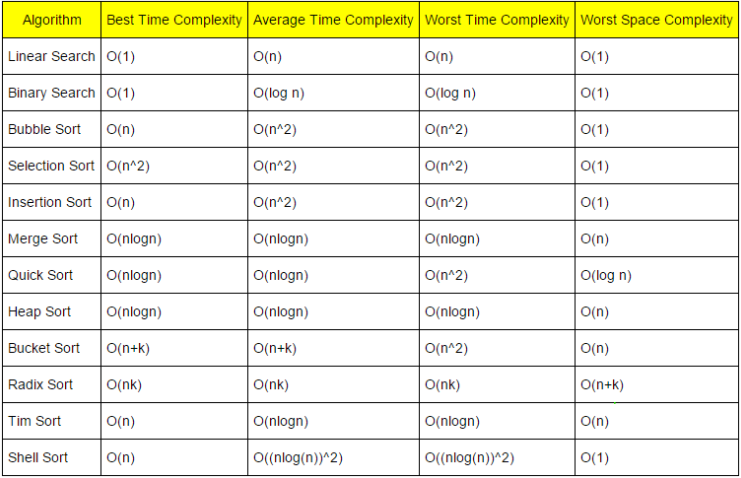 Algorithm Best Time Complexity Average Time Complexity Worst Time Complexity Worst Space Complexity
Linear Search O(1) O(n) O(n) O(1)
Binary Search O(1) O(log n) O(log n) O(1)
Bubble Sort O(n) O(n^2) O(n^2) O(1)
Selection Sort O(n^2) O(n^2) O(n^2) O(1)
Insertion Sort O(n) O(n^2) O(n^2) O(1)
Merge Sort O(nlogn) O(nlogn) O(nlogn) O(n)
Quick Sort O(nlogn) O(nlogn) O(n^2) O(log n)
Heap Sort O(nlogn) O(nlogn) O(nlogn) O(n)
Bucket Sort O(n+k) O(n+k) O(n^2) O(n)
Radix Sort O(nk) O(nk) O(nk) O(n+k)
Tim Sort O(n) O(nlogn) O(nlogn) O(n)
Shell Sort O(n) O((nlog(n))^2) O((nlog(n))^2) O(1)